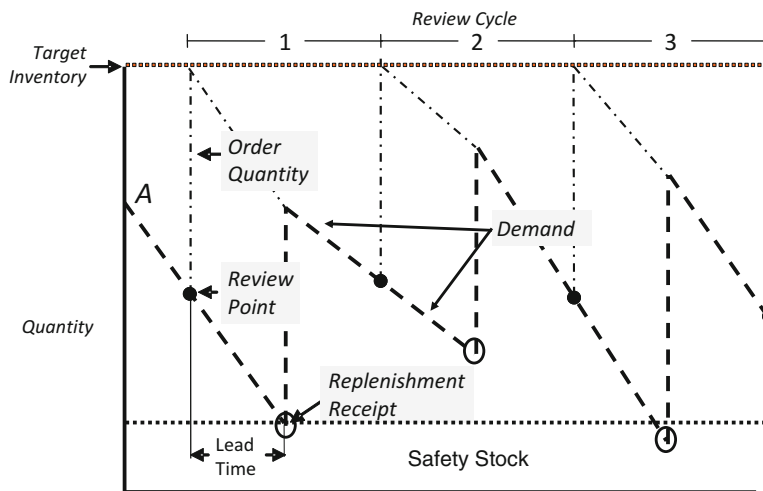 Review Cycle
1
2
3
Target
Inventory
Order
Quantity
A
Demand
Review
Point
Quantity
Replenishment
Receipt
Lead
Time
Safety Stock